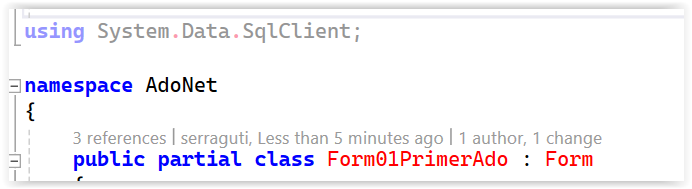 using System.Data.SqlClient;
namespace AdoNet
{
3 references | serraguti, Less than 5 minutes ago | 1 author, 1 change
public partial class Form01PrimerAdo : Form
{